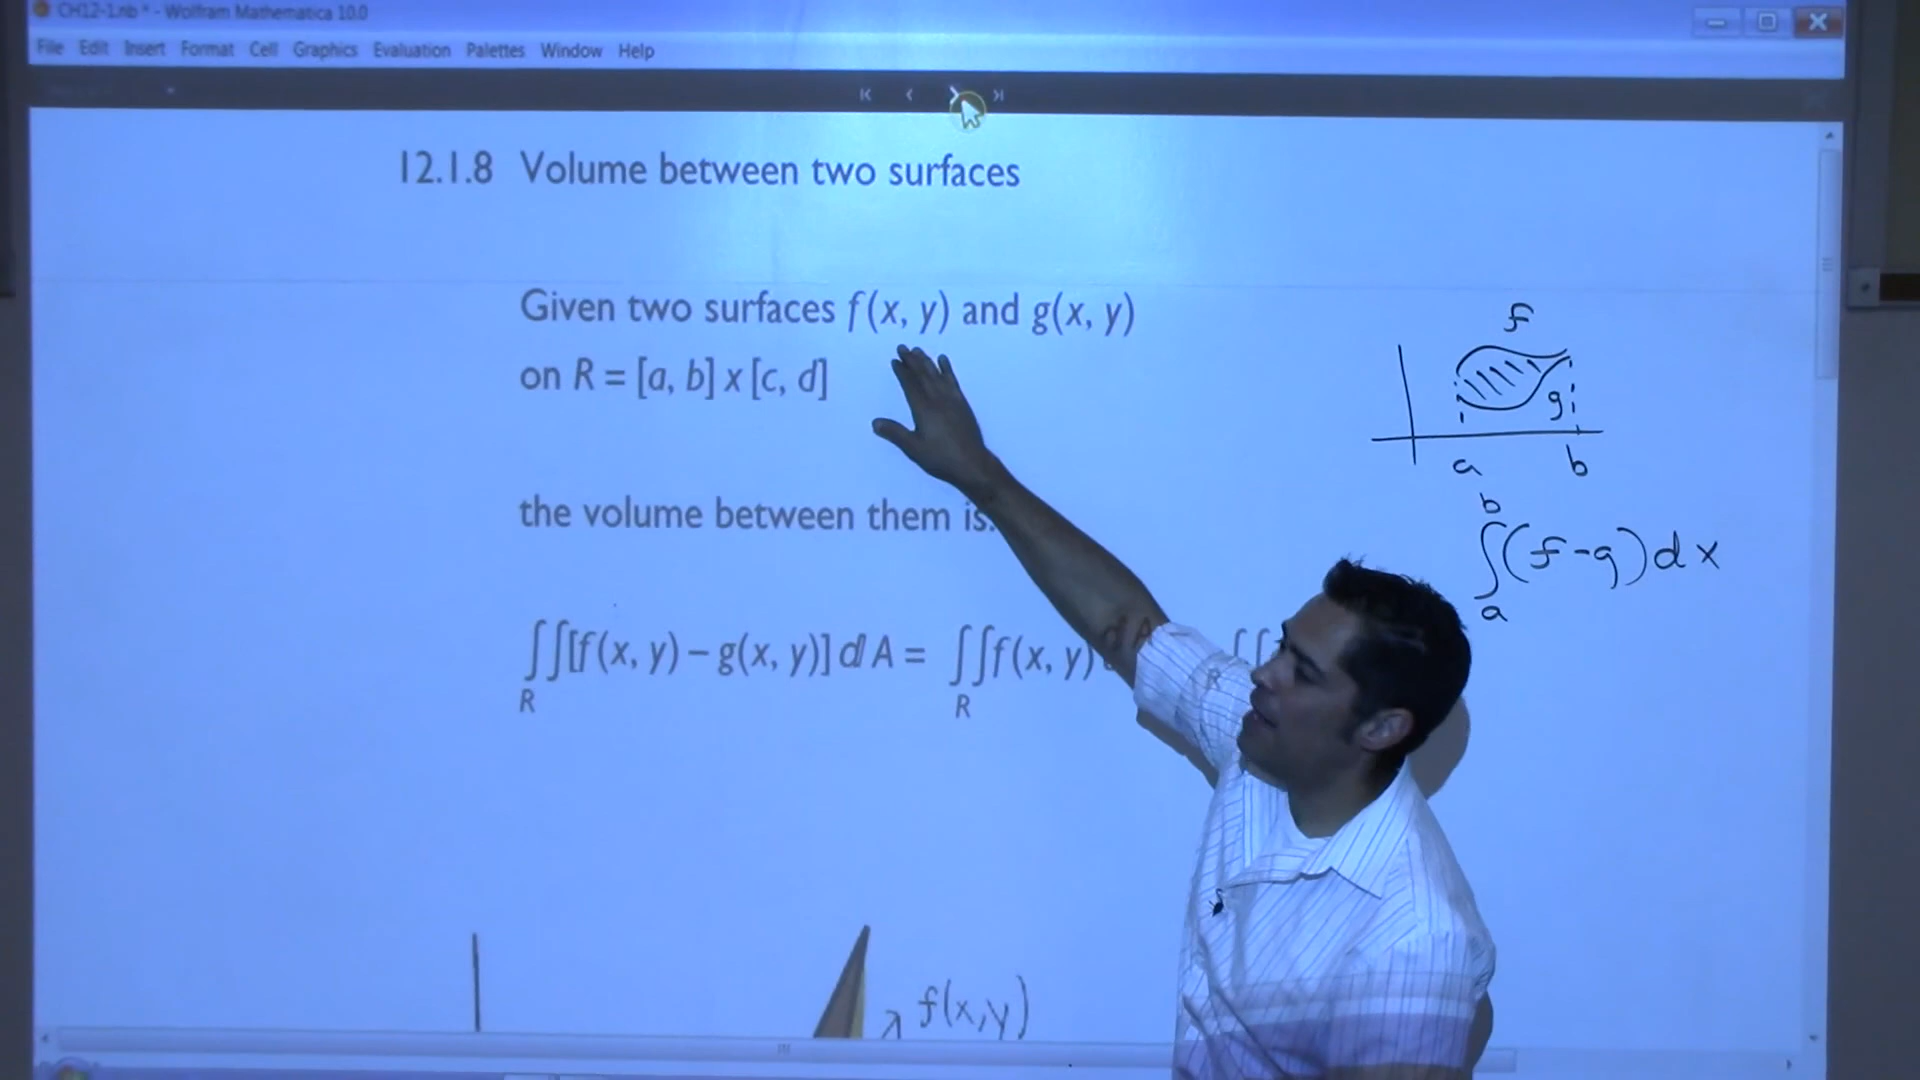 CH12-1.nb * - Wolfram Mathematica 10.0
File Edit Insert Format Cell Graphics Evaluation Palettes Window Help
12.1.8 Volume between two surfaces
Given two surfaces f(x, y) and g(x, y)
on R = [a, b] x [c, d]
the volume between them is:
∫∫[f(x, y) – g(x, y)] dA = ∫∫f(x, y) dA ∫∫
R R R
f(x,y)
f
g
a b
b
∫(f-g)dx
a